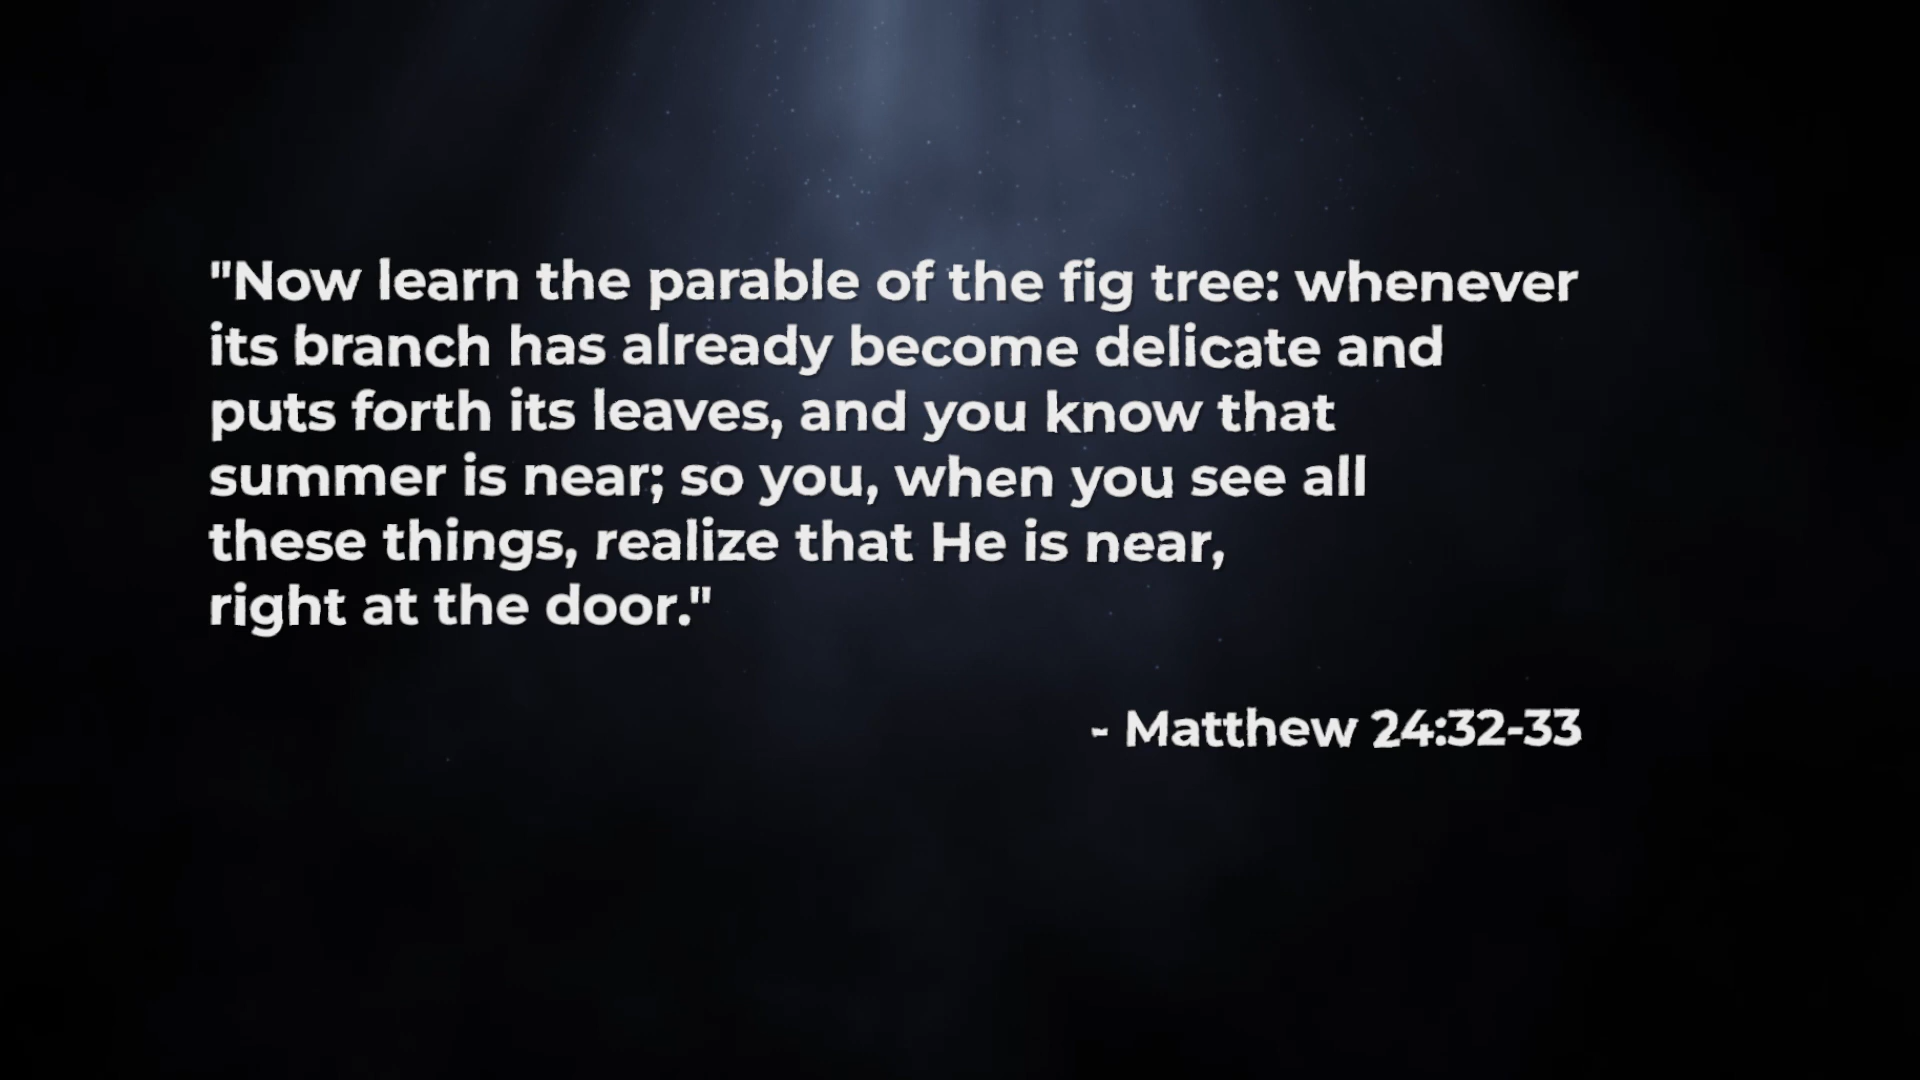 "Now learn the parable of the fig tree: whenever
its branch has already become delicate and
puts forth its leaves, and you know that
summer is near; so you, when you see all
these things, realize that He is near,
right at the door."
- Matthew 24:32-33